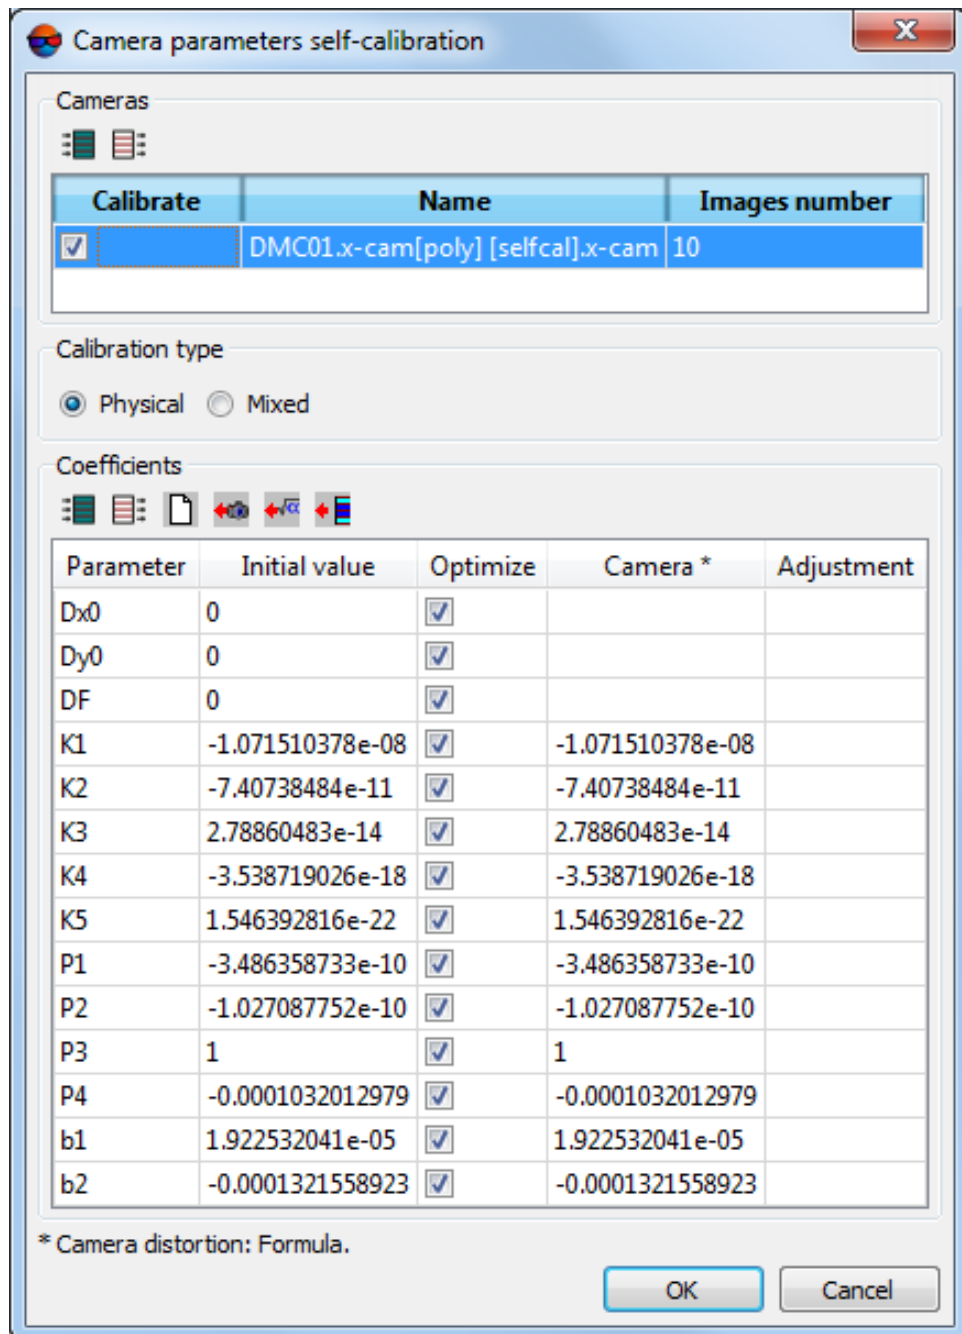 Camera parameters self-calibration
Cameras
Calibrate Name Images number
DMC01.x-cam[poly] [selfcal].x-cam 10
Calibration type
Physical Mixed
Coefficients
Parameter Initial value Optimize Camera * Adjustment
Dx0 0
Dy0 0
DF 0
K1 -1.071510378e-08 -1.071510378e-08
K2 -7.40738484e-11 -7.40738484e-11
K3 2.78860483e-14 2.78860483e-14
K4 -3.538719026e-18 -3.538719026e-18
K5 1.546392816e-22 1.546392816e-22
P1 -3.486358733e-10 -3.486358733e-10
P2 -1.027087752e-10 -1.027087752e-10
P3 1 1
P4 -0.0001032012979 -0.0001032012979
b1 1.922532041e-05 1.922532041e-05
b2 -0.0001321558923 -0.0001321558923
* Camera distortion: Formula.
OK Cancel